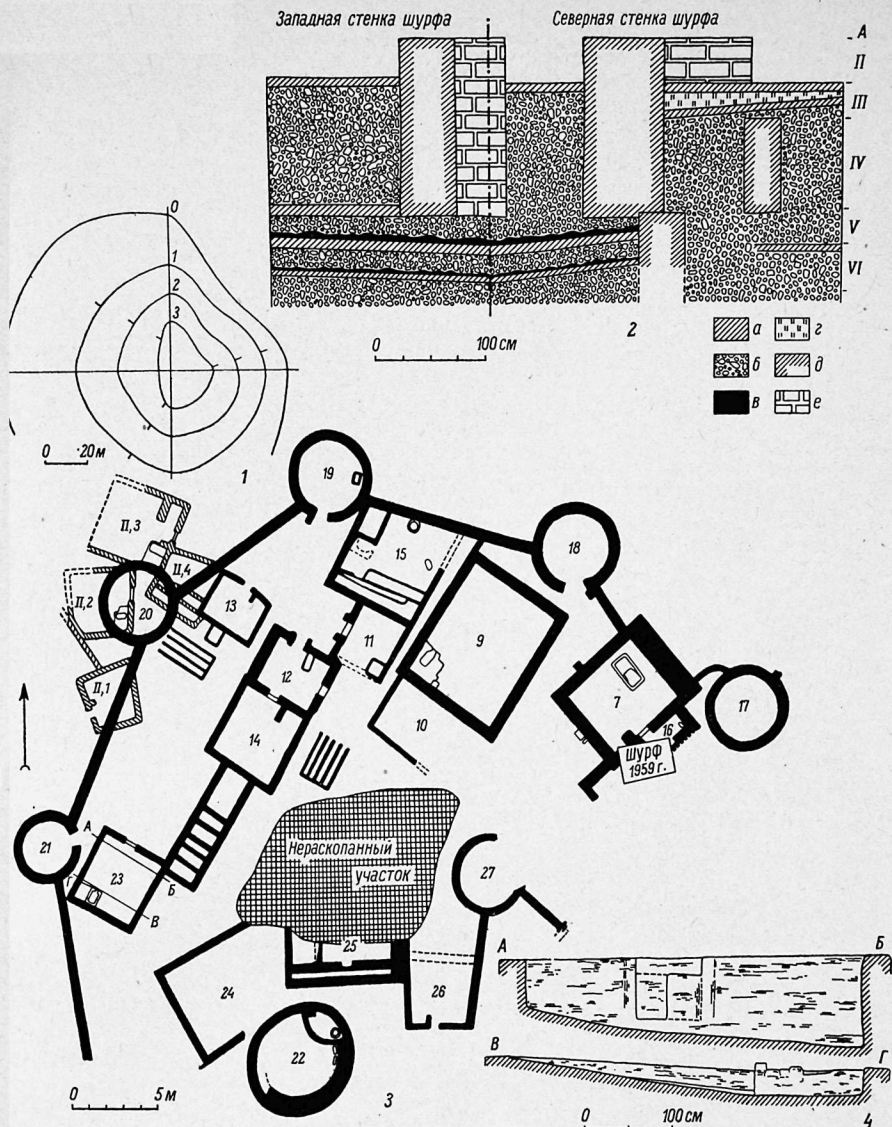 Западная стенка шурфа
Северная стенка шурфа
А
II
III
IV
V
VI
0 100 см
2
а г
б д
в е
0
1
2
3
0 20 м
1
19
II,3
15
18
II,4
II,2
20
13
9
11
12
7
II,1
17
10
14
16
Шурф
1959 г.
21
А
23
Б
Г
В
Нераскопанный
участок
27
25
24
26
22
А Б
В Г
0 5 м
3
0 100 см
4